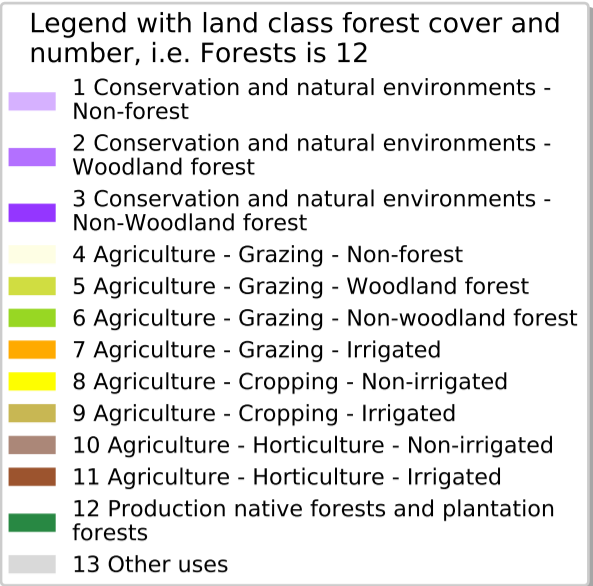 Legend with land class forest cover and
number, i.e. Forests is 12
1 Conservation and natural environments -
Non-forest
2 Conservation and natural environments -
Woodland forest
3 Conservation and natural environments -
Non-Woodland forest
4 Agriculture - Grazing - Non-forest
5 Agriculture - Grazing - Woodland forest
6 Agriculture - Grazing - Non-woodland forest
7 Agriculture - Grazing - Irrigated
8 Agriculture - Cropping - Non-irrigated
9 Agriculture - Cropping - Irrigated
10 Agriculture - Horticulture - Non-irrigated
11 Agriculture - Horticulture - Irrigated
12 Production native forests and plantation
forests
13 Other uses